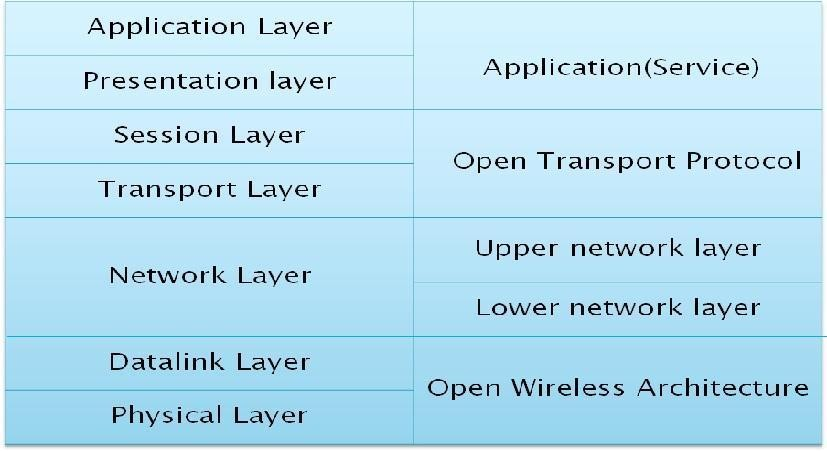 Application Layer
Presentation layer
Application(Service)
Session Layer
Transport Layer
Open Transport Protocol
Network Layer
Upper network layer
Lower network layer
Datalink Layer
Physical Layer
Open Wireless Architecture